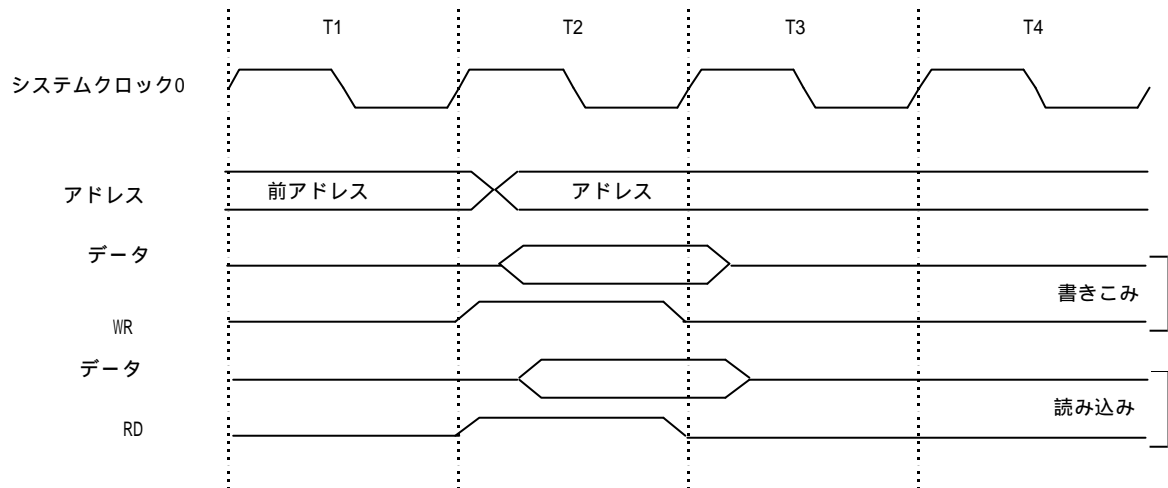 T1 T2 T3 T4
システムクロック0
アドレス 前アドレス アドレス
データ
書きこみ
WR
データ
読み込み
RD